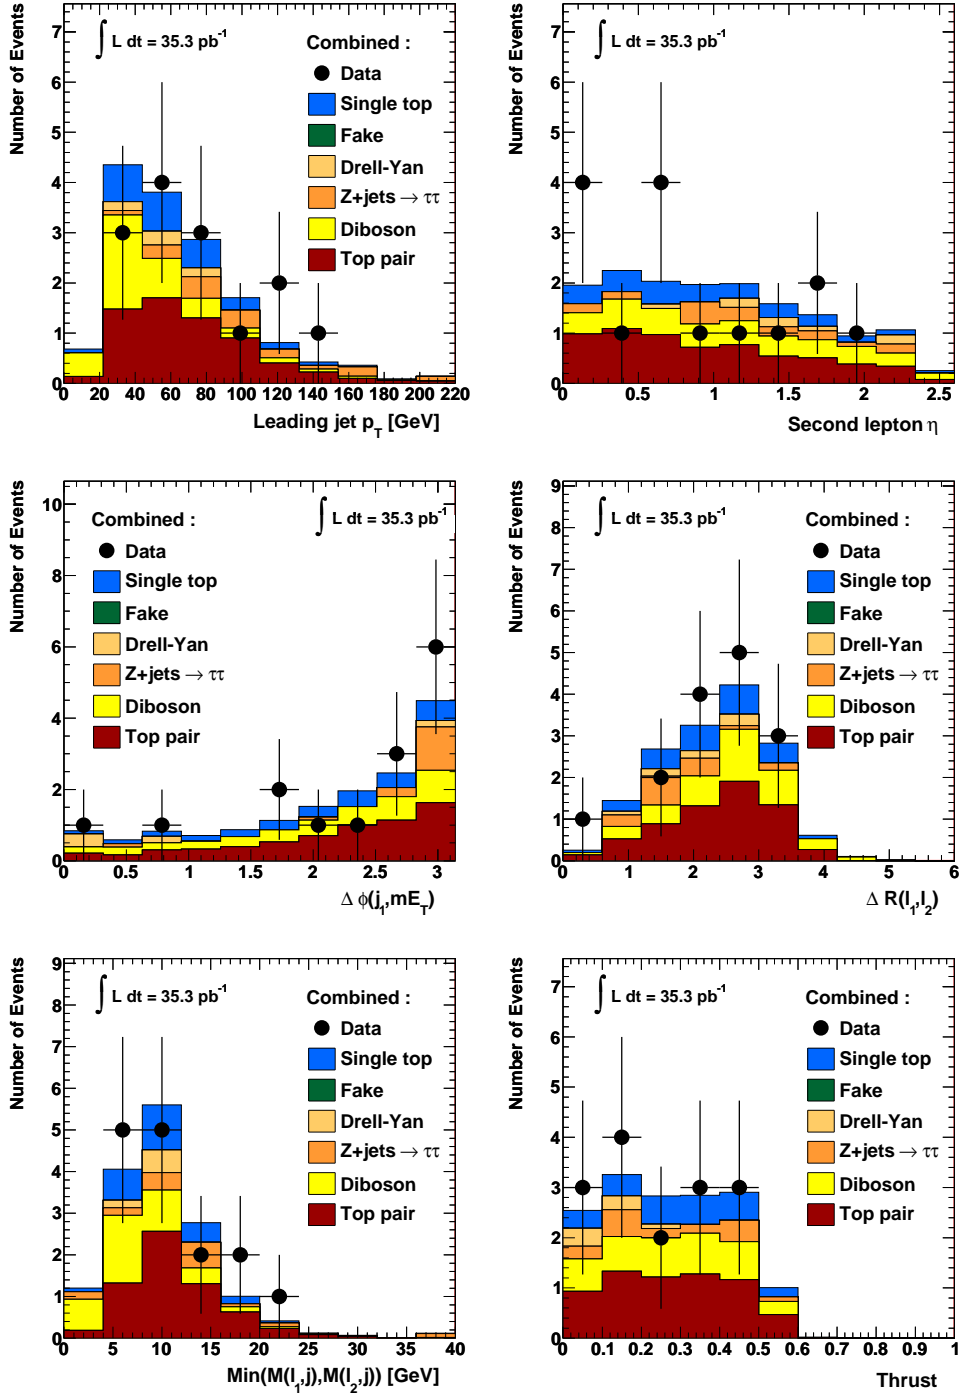 Number of Events
∫ L dt = 35.3 pb-1
Combined :
Data
Single top
Fake
Drell-Yan
Z+jets → ττ
Diboson
Top pair
0 1 2 3 4 5 6 7
0 20 40 60 80 100 120 140 160 180 200 220
Leading jet pT [GeV]
Number of Events
∫ L dt = 35.3 pb-1
0 1 2 3 4 5 6 7
0 0.5 1 1.5 2 2.5
Second lepton η
Number of Events
∫ L dt = 35.3 pb-1
Combined :
Data
Single top
Fake
Drell-Yan
Z+jets → ττ
Diboson
Top pair
0 2 4 6 8 10
0 0.5 1 1.5 2 2.5 3
Δ ϕ(j1,mET)
Number of Events
∫ L dt = 35.3 pb-1
Combined :
Data
Single top
Fake
Drell-Yan
Z+jets → ττ
Diboson
Top pair
0 1 2 3 4 5 6 7 8 9
0 1 2 3 4 5 6
Δ R(l1,l2)
Number of Events
∫ L dt = 35.3 pb-1
Combined :
Data
Single top
Fake
Drell-Yan
Z+jets → ττ
Diboson
Top pair
0 1 2 3 4 5 6 7 8 9
0 5 10 15 20 25 30 35 40
Min(M(l1,j),M(l2,j)) [GeV]
Number of Events
∫ L dt = 35.3 pb-1
Combined :
Data
Single top
Fake
Drell-Yan
Z+jets → ττ
Diboson
Top pair
0 1 2 3 4 5 6 7
0 0.1 0.2 0.3 0.4 0.5 0.6 0.7 0.8 0.9 1
Thrust